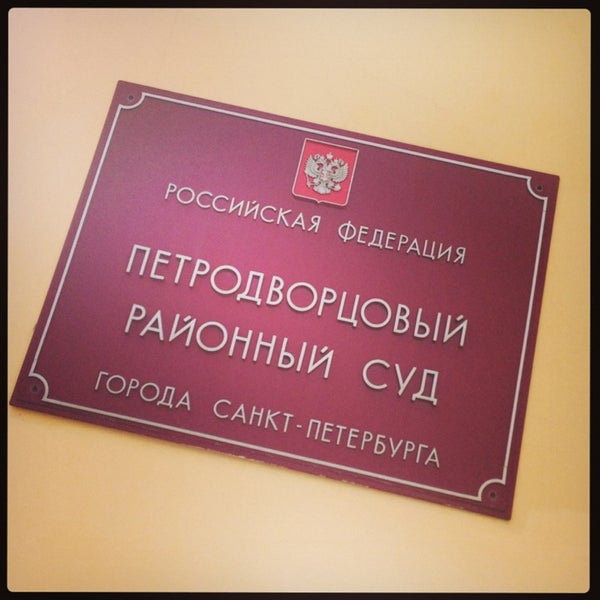 РОССИЙСКАЯ ФЕДЕРАЦИЯ
ПЕТРОДВОРЦОВЫЙ
РАЙОННЫЙ СУД
ГОРОДА САНКТ-ПЕТЕРБУРГА